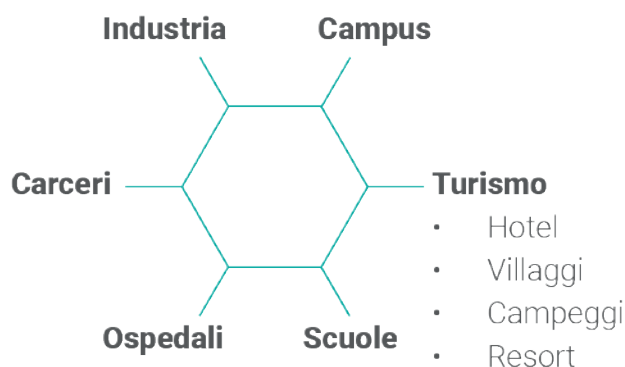 Industria
Campus
Carceri
Turismo
• Hotel
• Villaggi
• Campeggi
• Resort
Ospedali
Scuole